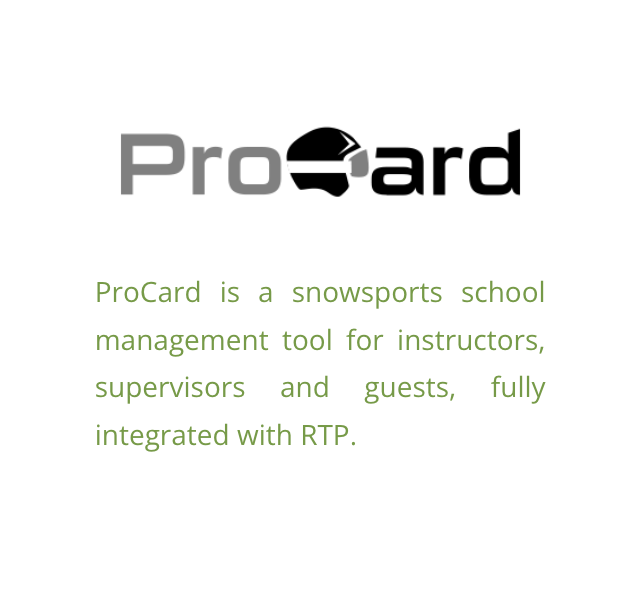 ProCard
ProCard is a snowsports school
management tool for instructors,
supervisors and guests, fully
integrated with RTP.